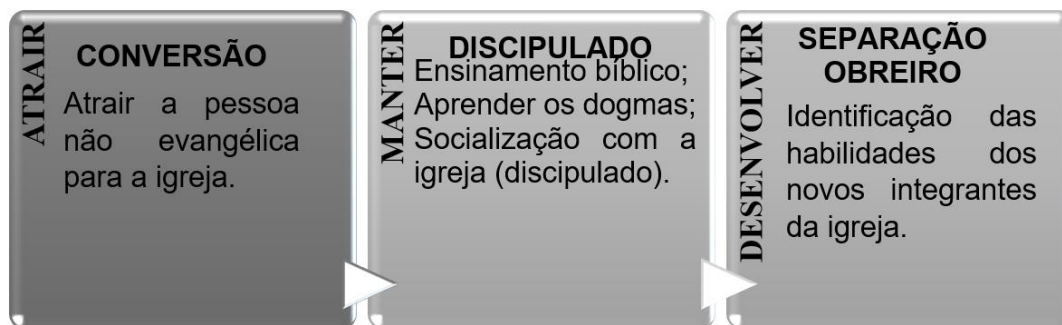 ATRAIR
CONVERSÃO
Atrair a pessoa
não evangélica
para a igreja.
MANTER
DISCIPULADO
Ensinamento bíblico;
Aprender os dogmas;
Socialização com a
igreja (discipulado).
DESENVOLVER
SEPARAÇÃO
OBREIRO
Identificação das
habilidades dos
novos integrantes
da igreja.